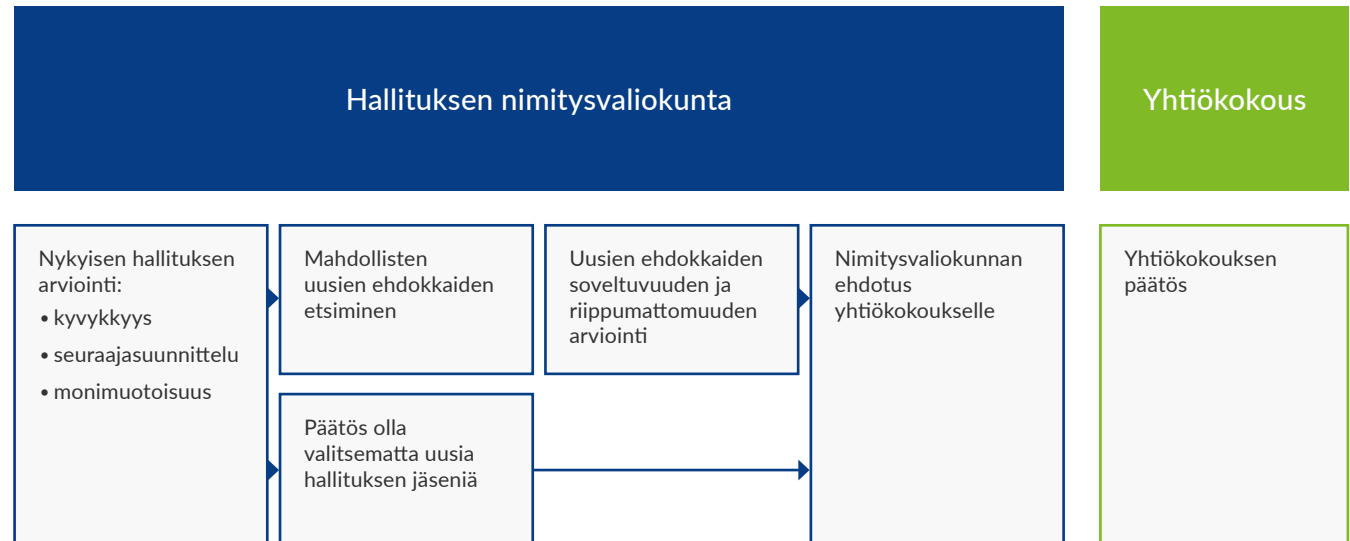 Hallituksen nimitysvaliokunta
Yhtiökokous
Nykyisen hallituksen
arviointi:
• kyvykkyys
• seuraajasuunnittelu
• monimuotoisuus
Mahdollisten
uusien ehdokkaiden
etsiminen
Päätös olla
valitsematta uusia
hallituksen jäseniä
Uusien ehdokkaiden
soveltuvuuden ja
riippumattomuuden
arviointi
Nimitysvaliokunnan
ehdotus
yhtiökokoukselle
Yhtiökokouksen
päätös